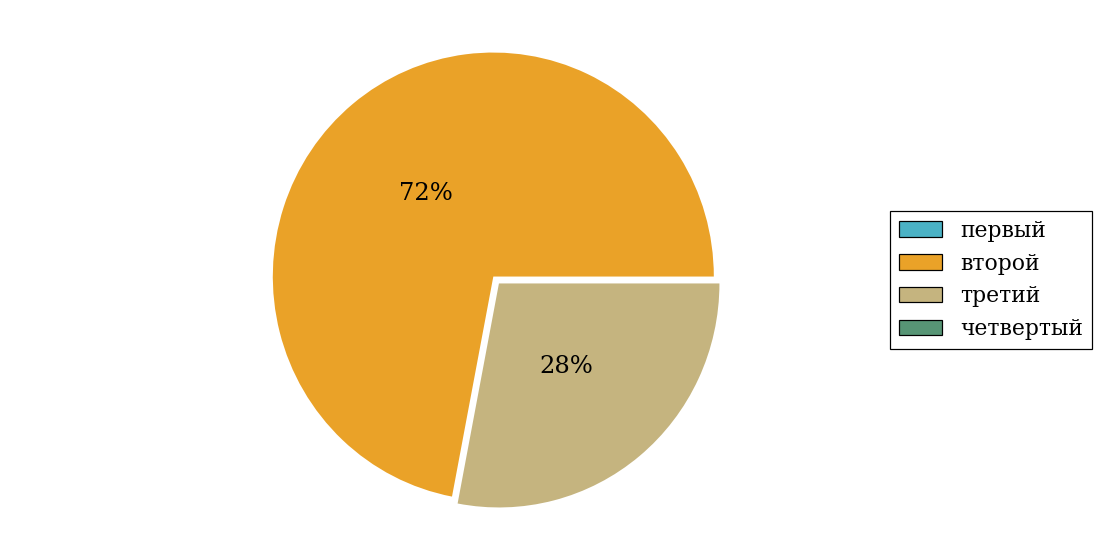 72%
28%
первый
второй
третий
четвертый